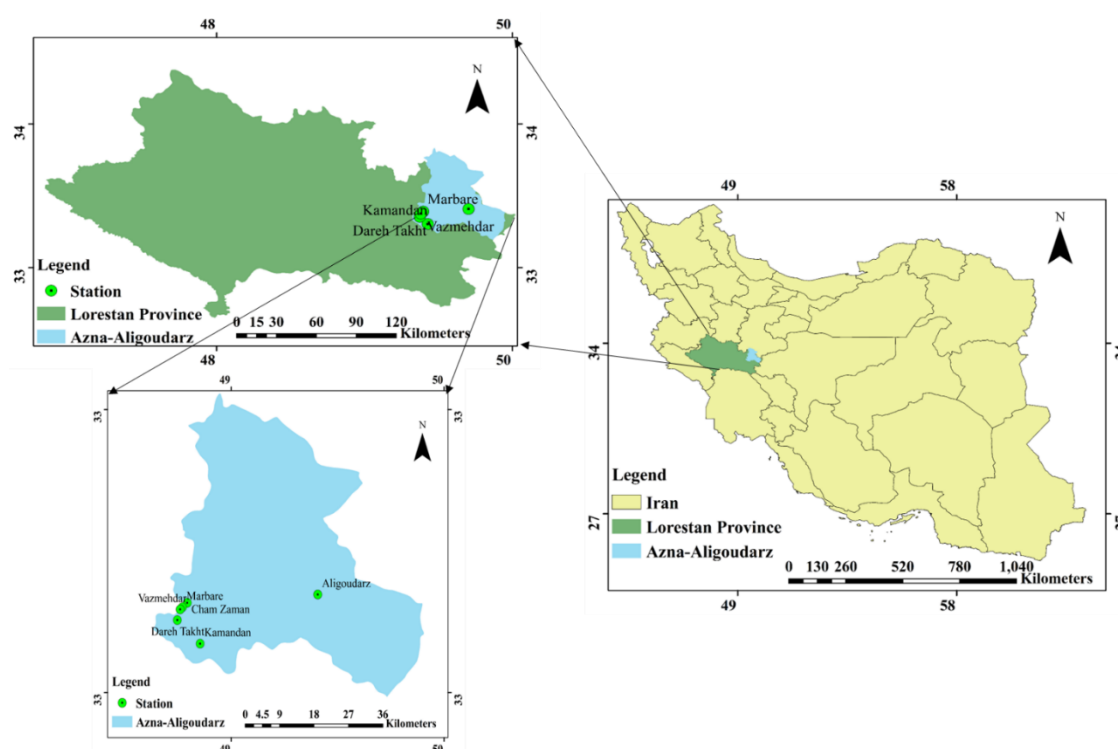 48
50
N
34
34
Marbare
Kamandan
Dareh Takht
Vazmehdar
33
33
Legend
Station
Lorestan Province
Azna-Aligoudarz
0 15 30 60 90 120
Kilometers
48
50
49
50
33
33
N
Aligoudarz
Vazmehdar
Marbare
Cham Zaman
Dareh Takht
Kamandan
Legend
Station
Azna-Aligoudarz
0 4.5 9 18 27 36
Kilometers
33
33
49
50
49
58
N
34
34
Legend
Iran
Lorestan Province
Azna-Aligoudarz
27
27
0 130 260 520 780 1,040
Kilometers
49
58